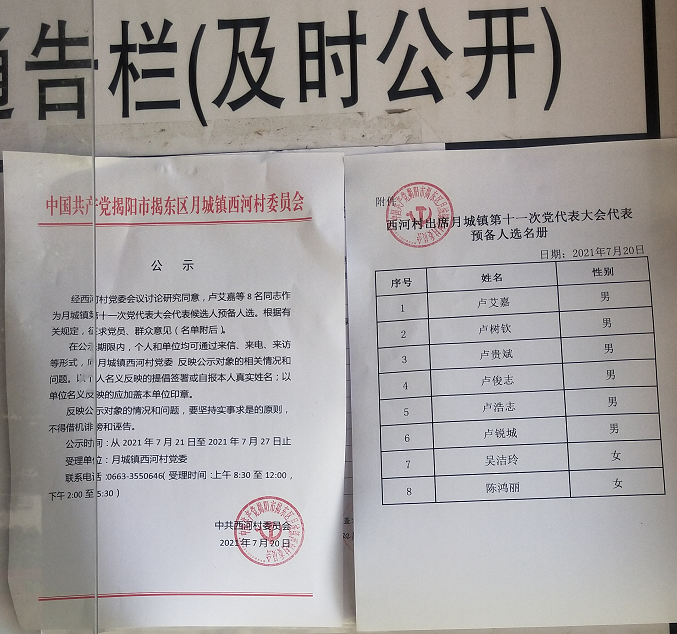 通告栏(及时公开)
中国共产党揭阳市揭东区月城镇西河村委员会
公 示
经西河村党委会议讨论研究同意，卢艾嘉等8名同志作
为月城镇第十一次党代表大会代表候选人预备人选。根据有
关规定，征求党员、群众意见（名单附后）。
在公示期限内，个人和单位均可通过来信、来电、来访
等形式，向月城镇西河村党委 反映公示对象的相关情况和
问题。以个人名义反映的提倡签署或自报本人真实姓名；以
单位名义反映的应加盖本单位印章。
反映公示对象的情况和问题，要坚持实事求是的原则，
不得借机诽谤和诬告。
公示时间：从2021年7月21日至2021年7月27日止
受理单位：月城镇西河村党委
联系电话:0663-3550646(受理时间:上午8:30至12:00,
下午2:00至5:30)
中共西河村委员会
2021年7月20日
附件
西河村出席月城镇第十一次党代表大会代表
预备人选名册
日期：2021年7月20日
序号 姓名 性别
1 卢艾嘉 男
2 卢树钦 男
3 卢贵斌 男
4 卢俊志 男
5 卢浩志 男
6 卢锐城 男
7 吴洁玲 女
8 陈鸿丽 女